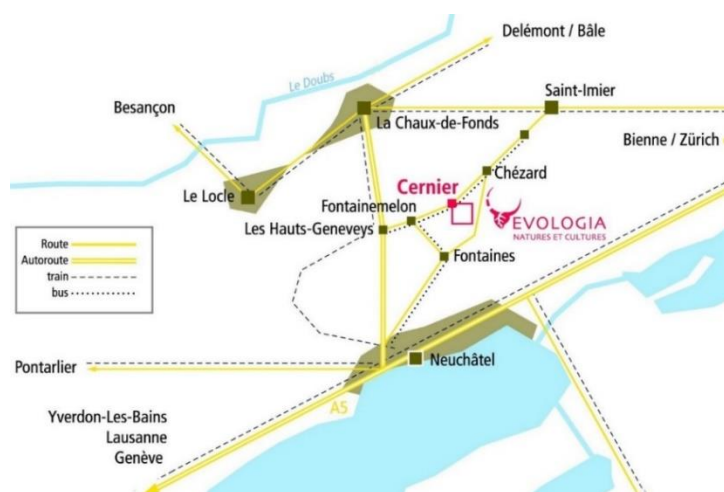 Delémont / Bâle
Le Doubs
Besançon
Saint-Imier
La Chaux-de-Fonds
Bienne / Zürich
Chézard
Le Locle
Cernier
Fontainemelon
EVOLOGIA
NATURES ET CULTURES
Les Hauts-Geneveys
Route
Autoroute
train
bus
Fontaines
Neuchâtel
Pontarlier
A5
Yverdon-Les-Bains
Lausanne
Genève